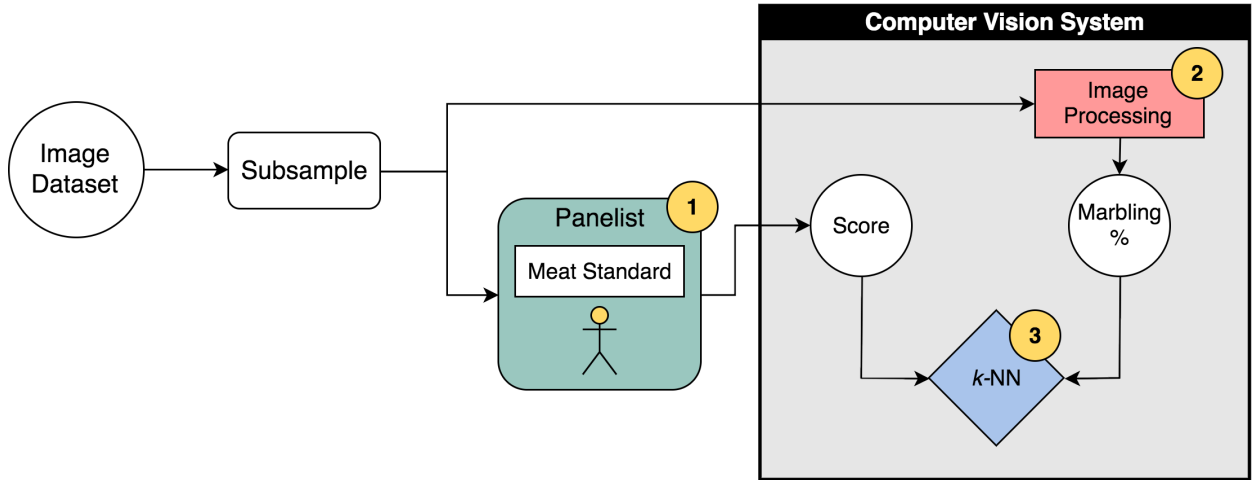 Computer Vision System
Image
Dataset
Subsample
Panelist
1
Meat Standard
Score
2
Image
Processing
Marbling
%
3
k-NN